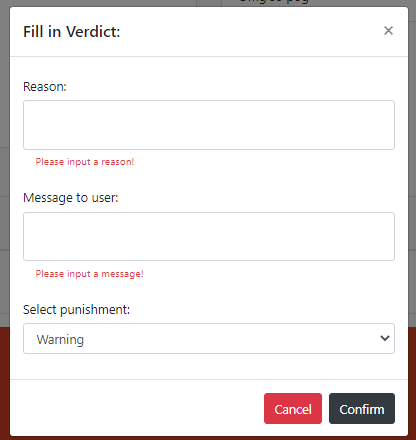 Fill in Verdict:
×
Reason:
Please input a reason!
Message to user:
Please input a message!
Select punishment:
Warning
Cancel
Confirm